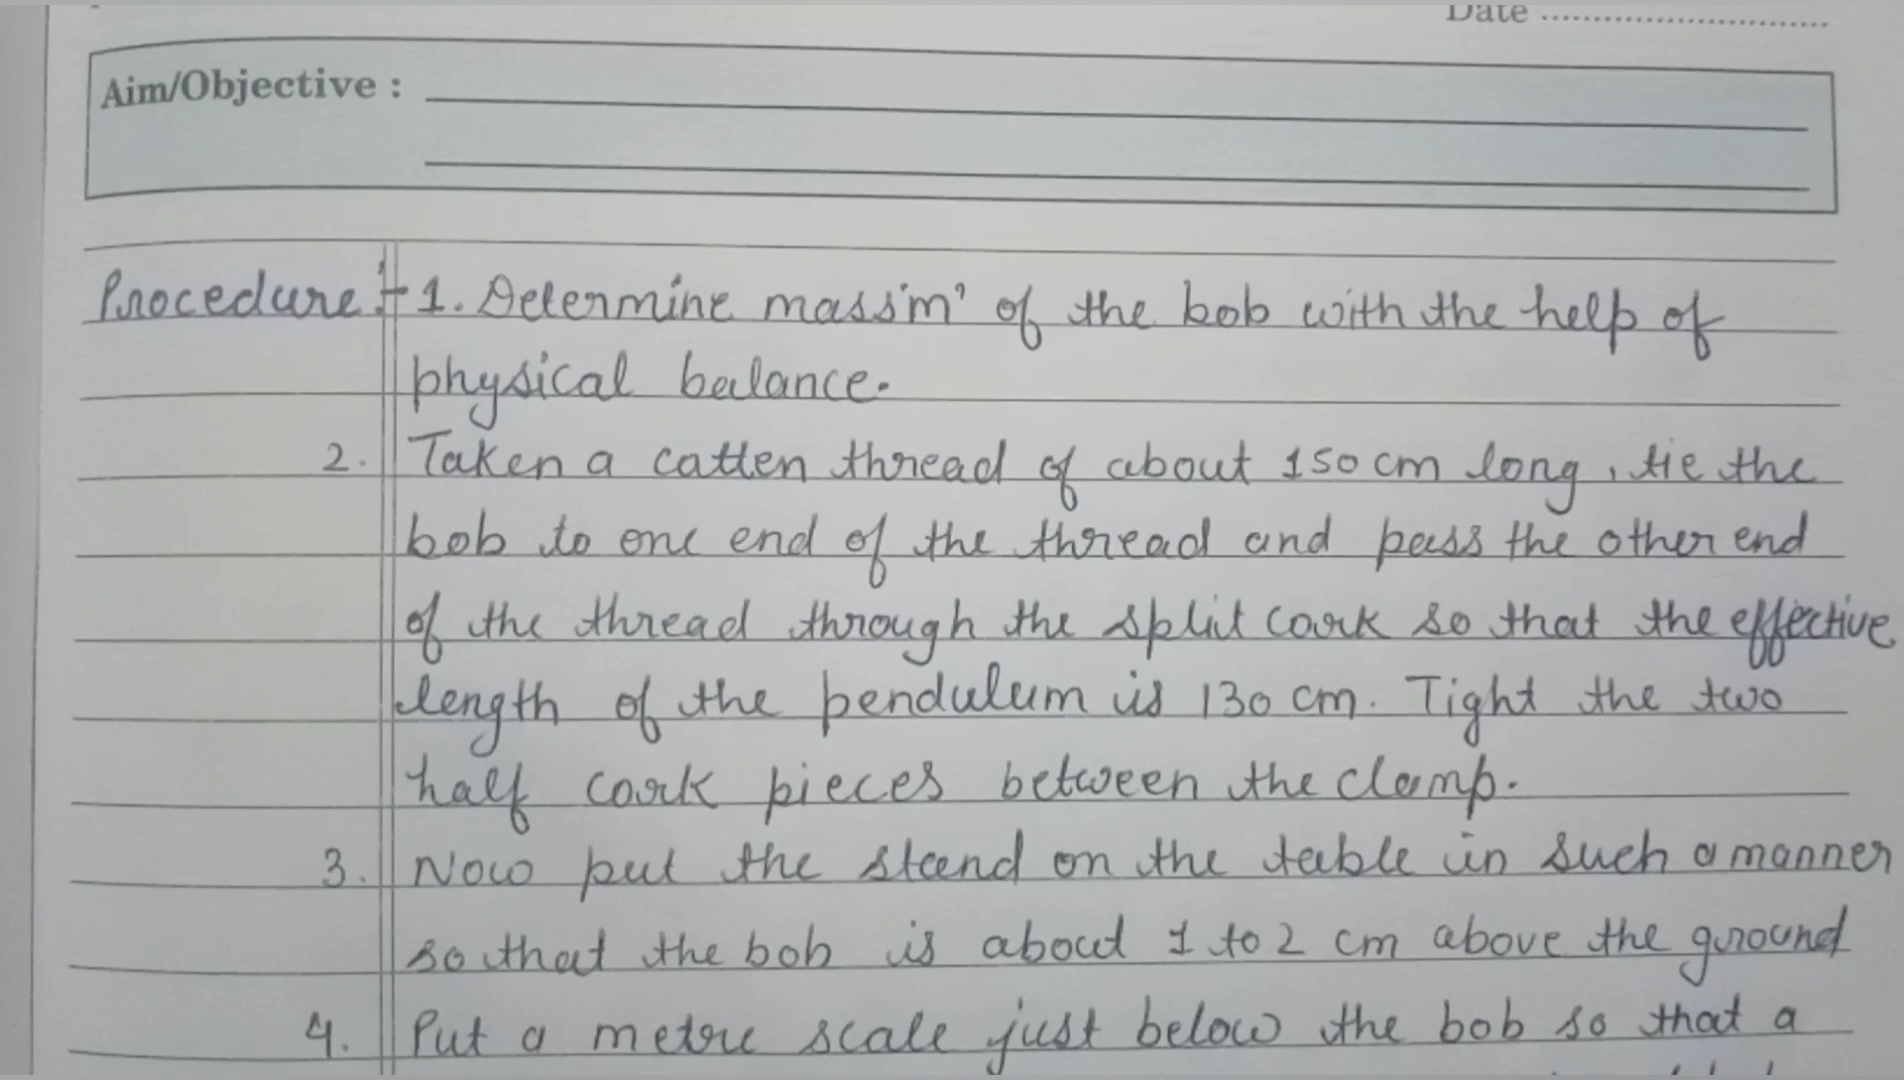 Date ..............................
Aim/Objective :
Procedure :- 1. Determine mass 'm' of the bob with the help of
physical balance.
2. Taken a catten thread of about 150 cm long, tie the
bob to one end of the thread and pass the other end
of the thread through the split cork so that the effective
length of the pendulum is 130 cm. Tight the two
half cork pieces between the clamp.
3. Now put the stand on the table in such a manner
so that the bob is about 1 to 2 cm above the ground
4. Put a metre scale just below the bob so that a